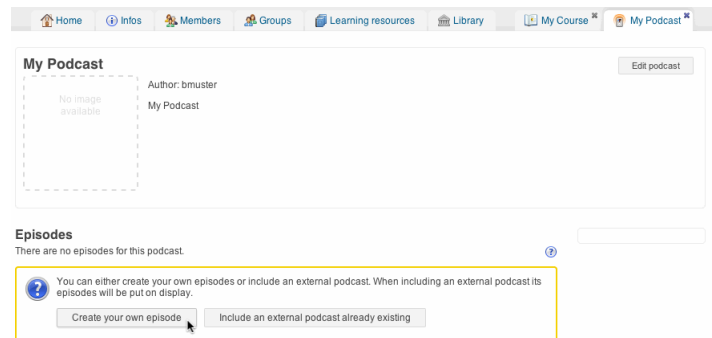 Home Infos Members Groups Learning resources Library My Course My Podcast
My Podcast
Edit podcast
No image
available
Author: bmuster
My Podcast
Episodes
There are no episodes for this podcast.
You can either create your own episodes or include an external podcast. When including an external podcast its
episodes will be put on display.
Create your own episode Include an external podcast already existing